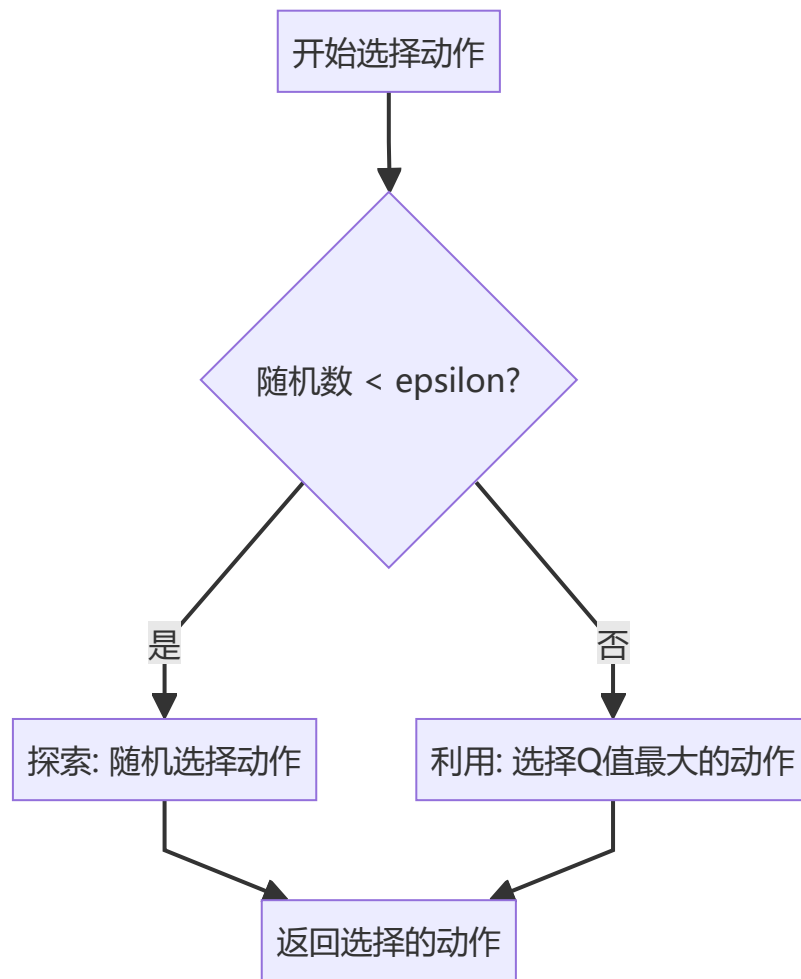 开始选择动作
随机数 < epsilon?
是
否
探索: 随机选择动作
利用: 选择Q值最大的动作
返回选择的动作